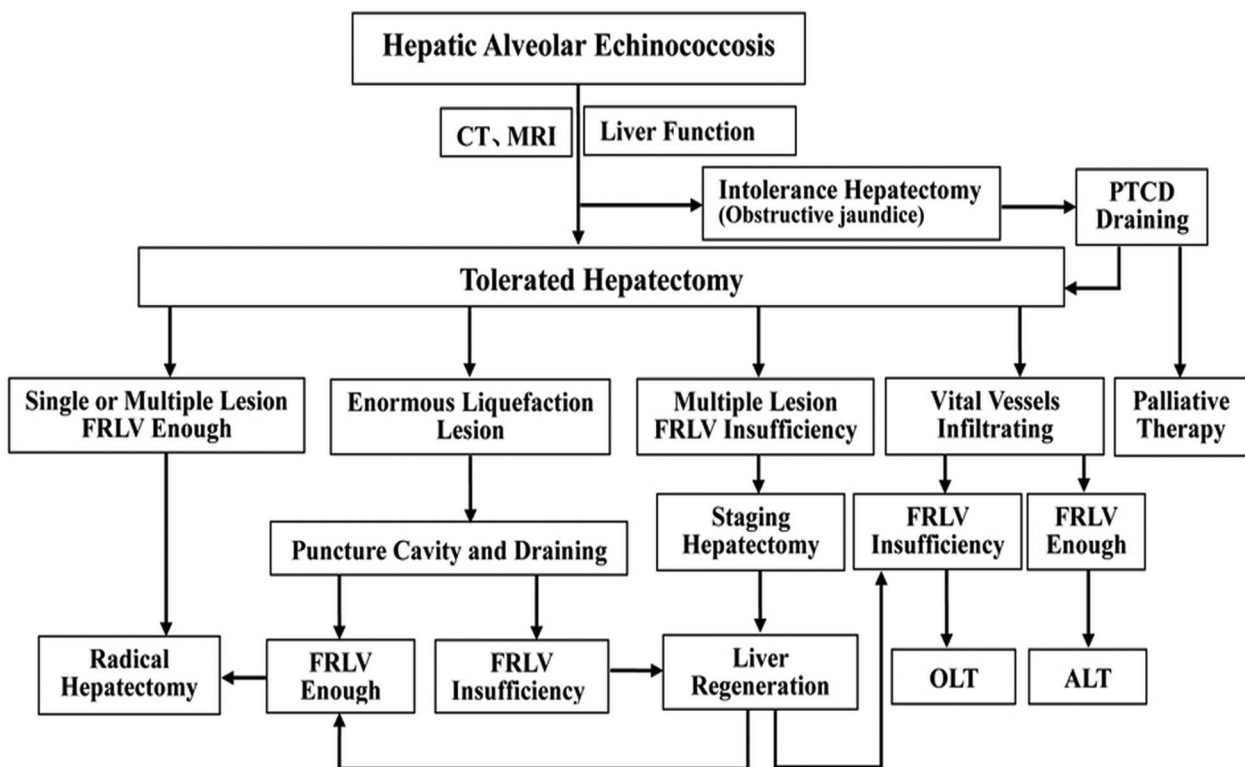 Hepatic Alveolar Echinococcosis
CT、MRI
Liver Function
Intolerance Hepatectomy
(Obstructive jaundice)
PTCD
Draining
Tolerated Hepatectomy
Single or Multiple Lesion
FRLV Enough
Enormous Liquefaction
Lesion
Multiple Lesion
FRLV Insufficiency
Vital Vessels
Infiltrating
Palliative
Therapy
Puncture Cavity and Draining
Staging
Hepatectomy
FRLV
Insufficiency
FRLV
Enough
Radical
Hepatectomy
FRLV
Enough
FRLV
Insufficiency
Liver
Regeneration
OLT
ALT